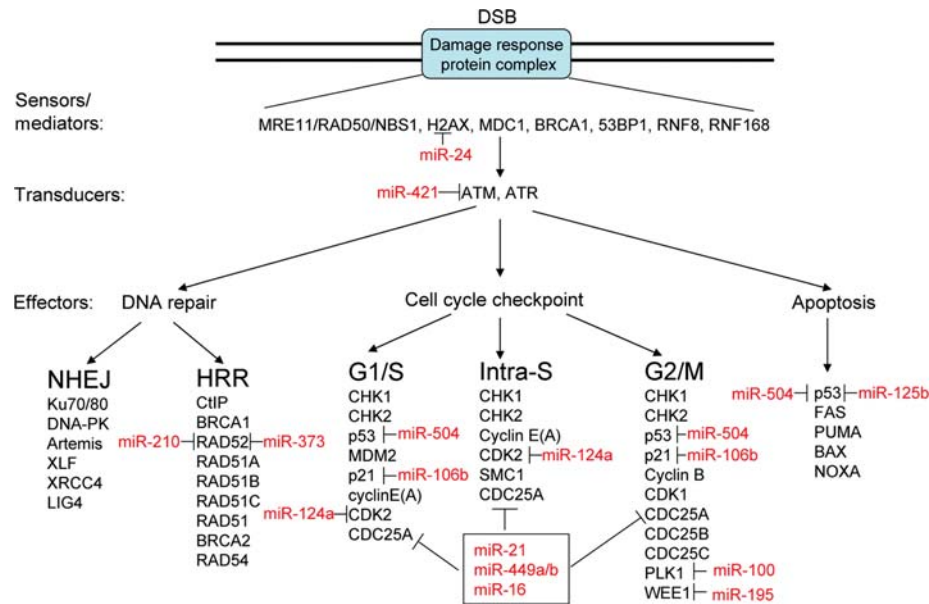 DSB
Damage response
protein complex
Sensors/
mediators:
MRE11/RAD50/NBS1, H2AX, MDC1, BRCA1, 53BP1, RNF8, RNF168
miR-24
Transducers:
miR-421
ATM, ATR
Effectors:
DNA repair
Cell cycle checkpoint
Apoptosis
NHEJ
Ku70/80
DNA-PK
Artemis
XLF
XRCC4
LIG4
HRR
CtIP
BRCA1
miR-210
RAD52
miR-373
RAD51A
RAD51B
RAD51C
RAD51
BRCA2
RAD54
G1/S
CHK1
CHK2
p53
miR-504
MDM2
p21
miR-106b
cyclinE(A)
miR-124a
CDK2
CDC25A
Intra-S
CHK1
CHK2
Cyclin E(A)
CDK2
miR-124a
SMC1
CDC25A
miR-21
miR-449a/b
miR-16
G2/M
CHK1
CHK2
p53
miR-504
p21
miR-106b
Cyclin B
CDK1
CDC25A
CDC25B
CDC25C
PLK1
miR-100
WEE1
miR-195
miR-504
p53
miR-125b
FAS
PUMA
BAX
NOXA